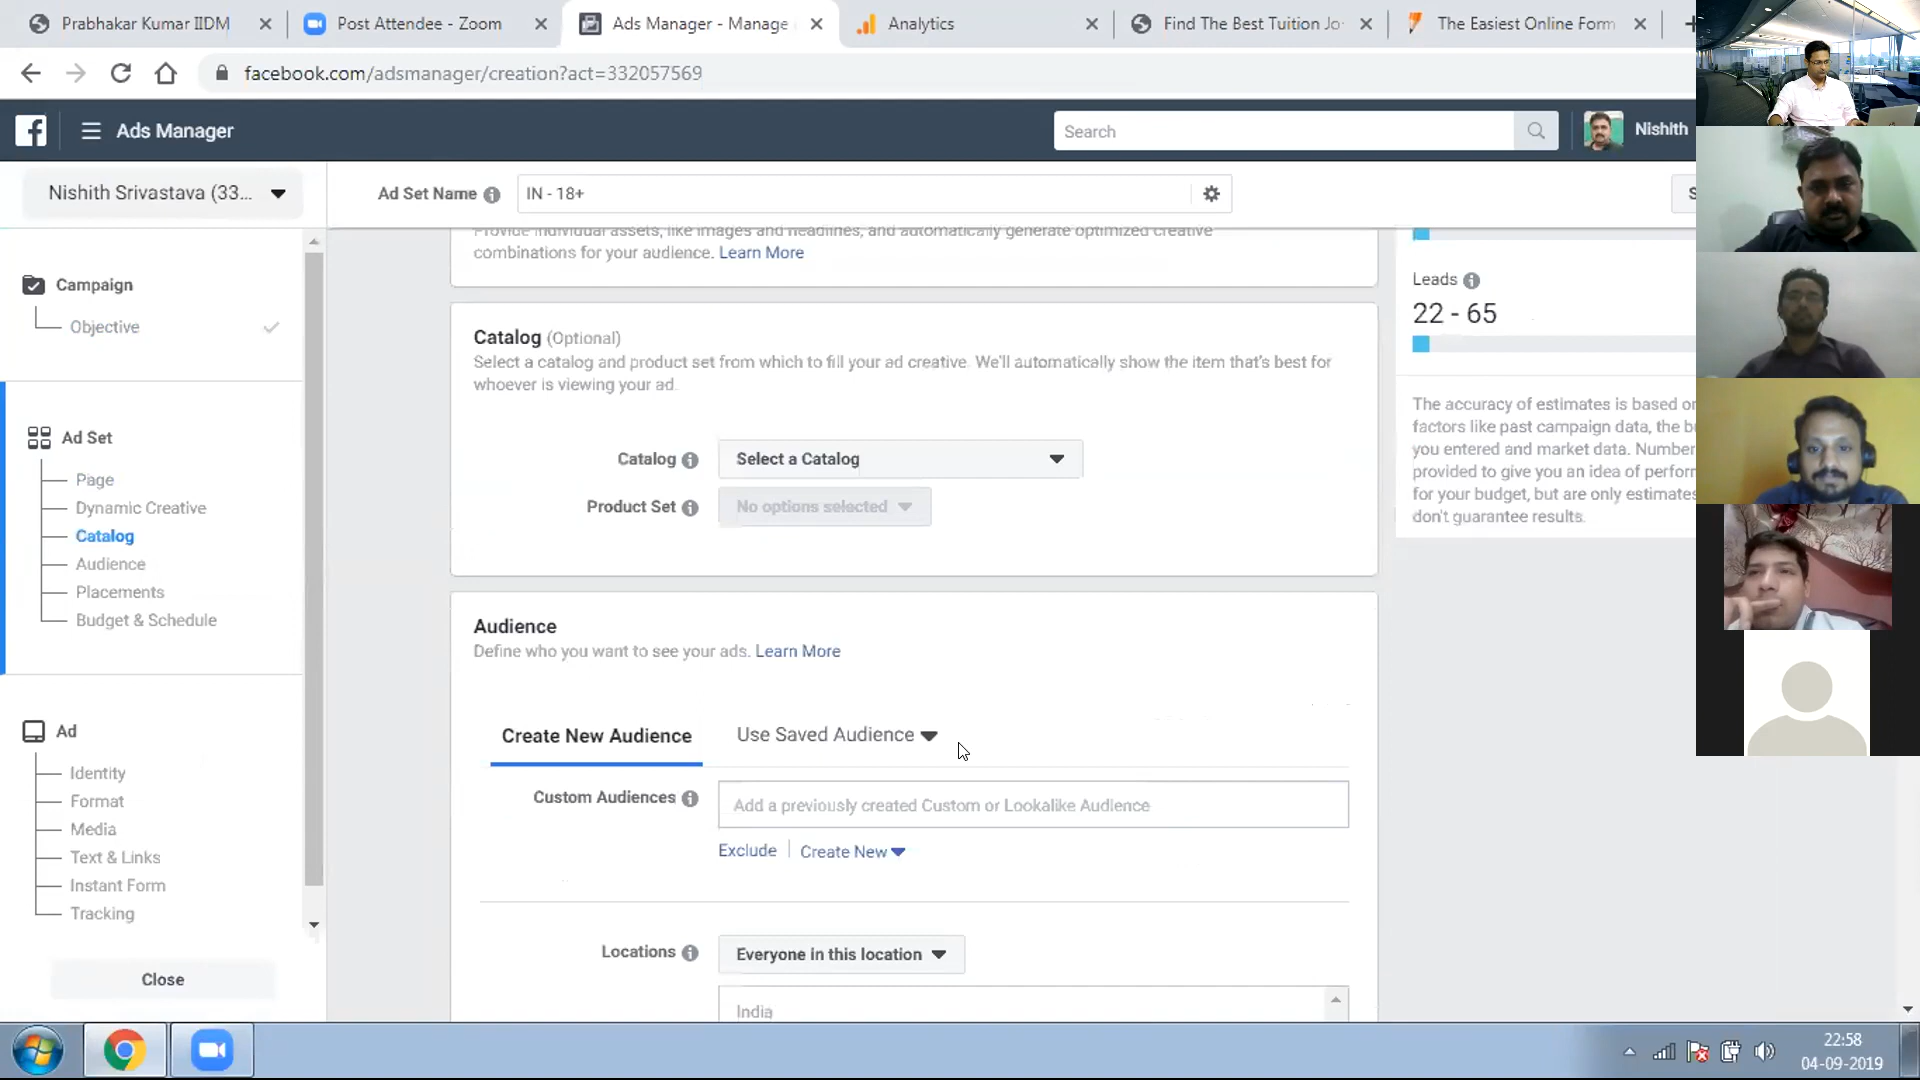 Prabhakar Kumar IIDM
Post Attendee - Zoom
Ads Manager - Manage
Analytics
Find The Best Tuition Jo
The Easiest Online Form
facebook.com/adsmanager/creation?act=332057569
Ads Manager
Search
Nishith
Nishith Srivastava (33...
Ad Set Name
IN - 18+
S
Provide individual assets, like images and headlines, and automatically generate optimized creative
combinations for your audience. Learn More
Campaign
Objective
Ad Set
Page
Dynamic Creative
Catalog
Audience
Placements
Budget & Schedule
Ad
Identity
Format
Media
Text & Links
Instant Form
Tracking
Close
Catalog (Optional)
Select a catalog and product set from which to fill your ad creative. We'll automatically show the item that's best for
whoever is viewing your ad.
Catalog
Select a Catalog
Product Set
No options selected
Audience
Define who you want to see your ads. Learn More
Create New Audience
Use Saved Audience
Custom Audiences
Add a previously created Custom or Lookalike Audience
Exclude
Create New
Locations
Everyone in this location
India
Leads
22 - 65
The accuracy of estimates is based or
factors like past campaign data, the b
you entered and market data. Number
provided to give you an idea of perforr
for your budget, but are only estimates
don't guarantee results.
22:58
04-09-2019